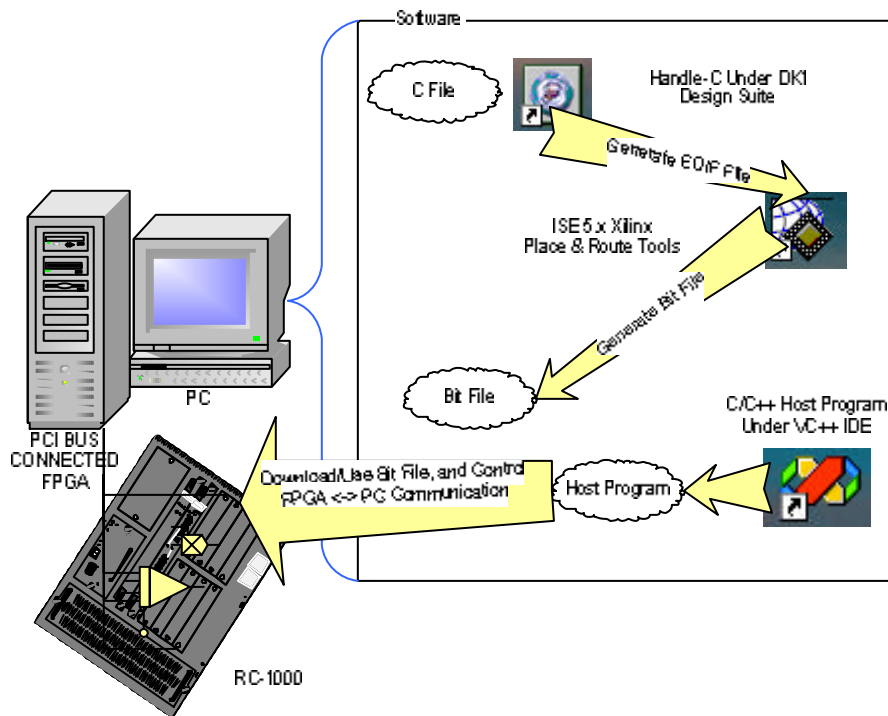 Software
C File
Handle-C Under DK1
Design Suite
Generate EDIF File
ISE 5.x Xilinx
Place & Route Tools
Generate Bit File
PC
Bit File
C/C++ Host Program
Under VC++ IDE
PCI BUS
CONNECTED
FPGA
Download/Use Bit File, and Control
FPGA <-> PC Communication
Host Program
RC-1000